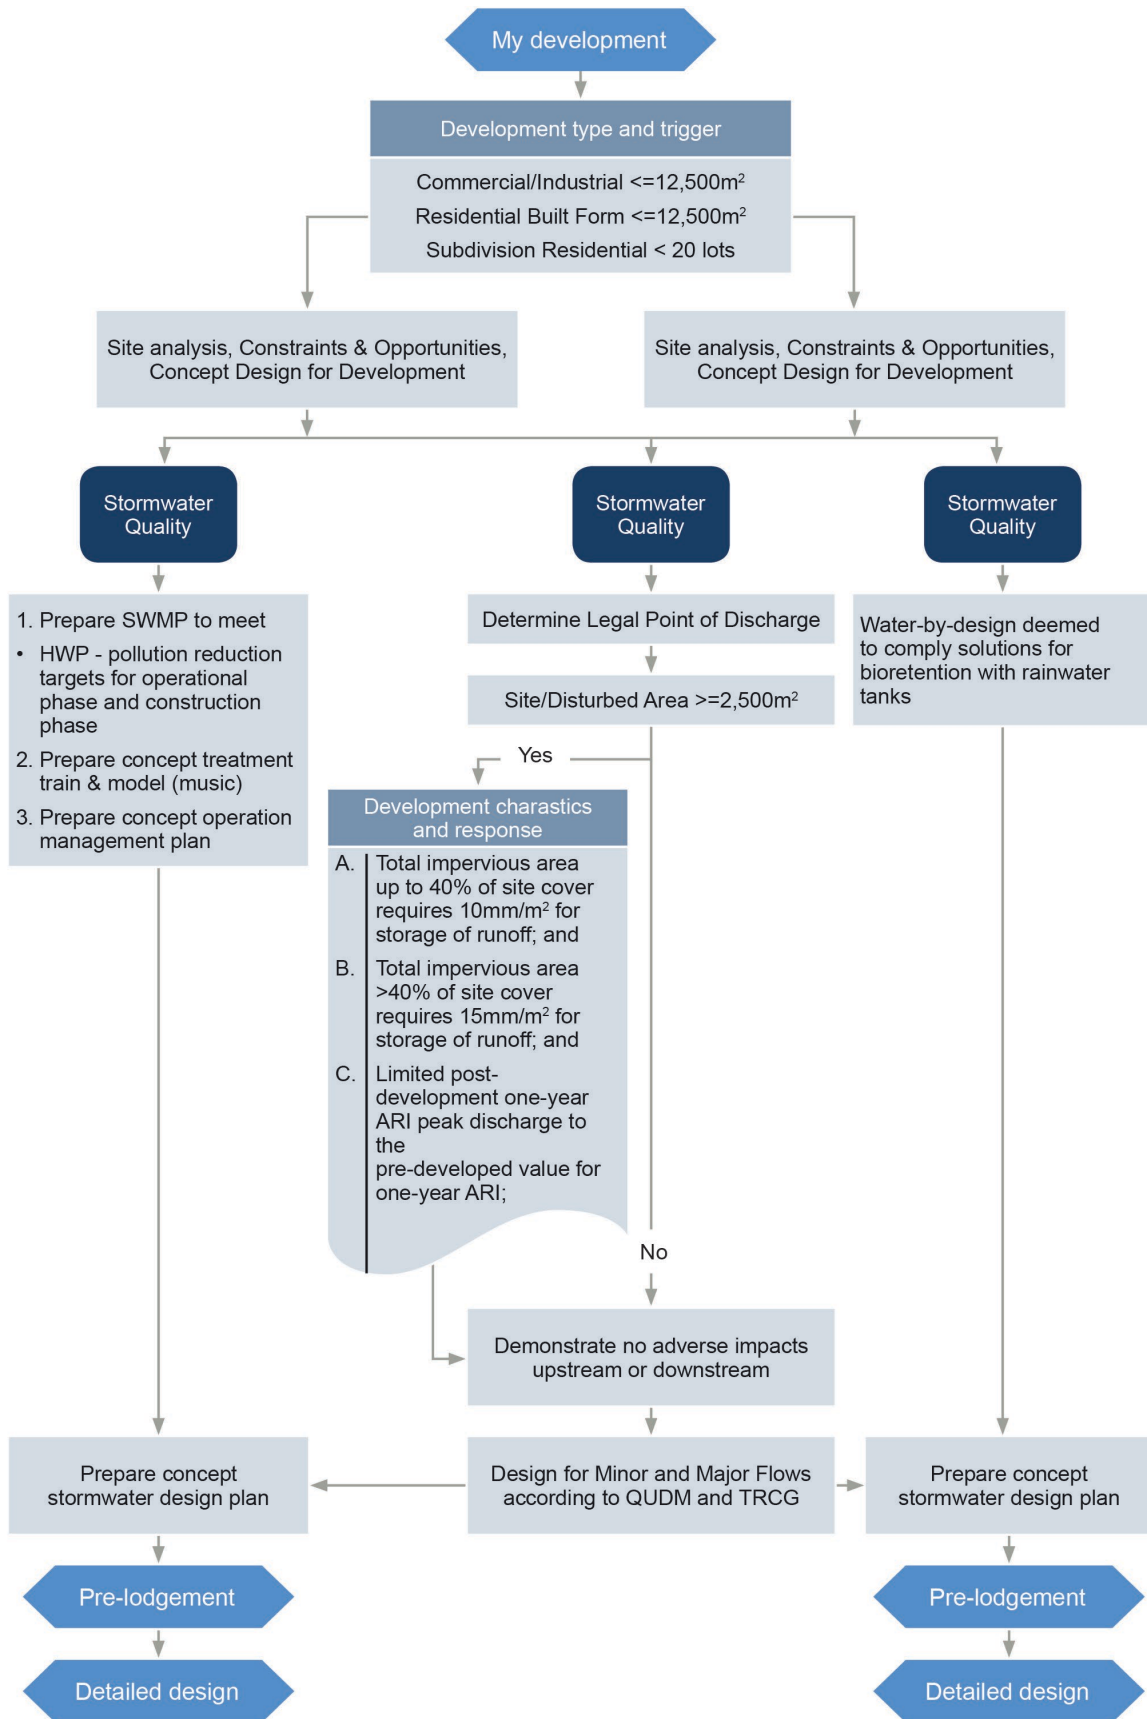 My development
Development type and trigger
Commercial/Industrial <=12,500m²
Residential Built Form <=12,500m²
Subdivision Residential < 20 lots
Site analysis, Constraints & Opportunities,
Concept Design for Development
Site analysis, Constraints & Opportunities,
Concept Design for Development
Stormwater
Quality
Stormwater
Quality
Stormwater
Quality
1. Prepare SWMP to meet
• HWP - pollution reduction
targets for operational
phase and construction
phase
2. Prepare concept treatment
train & model (music)
3. Prepare concept operation
management plan
Determine Legal Point of Discharge
Site/Disturbed Area >=2,500m²
Water-by-design deemed
to comply solutions for
bioretention with rainwater
tanks
Yes
Development charastics
and response
A. Total impervious area
up to 40% of site cover
requires 10mm/m² for
storage of runoff; and
B. Total impervious area
>40% of site cover
requires 15mm/m² for
storage of runoff; and
C. Limited post-
development one-year
ARI peak discharge to
the
pre-developed value for
one-year ARI;
No
Demonstrate no adverse impacts
upstream or downstream
Prepare concept
stormwater design plan
Design for Minor and Major Flows
according to QUDM and TRCG
Prepare concept
stormwater design plan
Pre-lodgement
Pre-lodgement
Detailed design
Detailed design